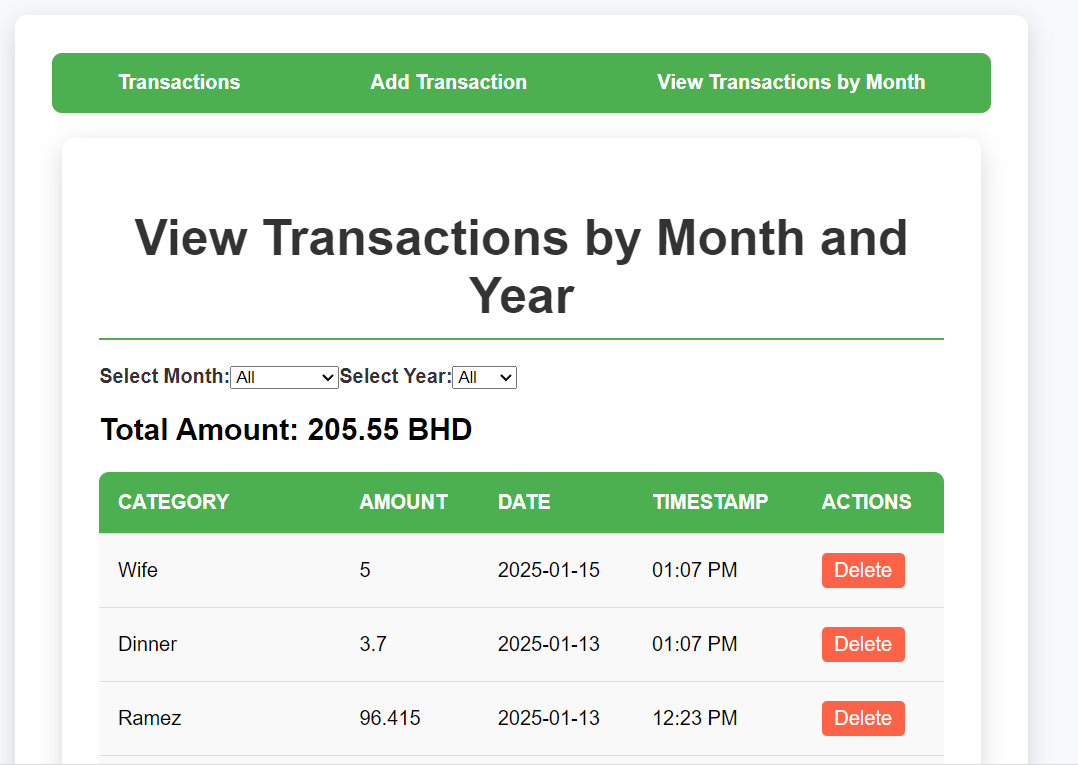 Transactions Add Transaction View Transactions by Month
View Transactions by Month and
Year
Select Month: All Select Year: All
Total Amount: 205.55 BHD
CATEGORY AMOUNT DATE TIMESTAMP ACTIONS
Wife 5 2025-01-15 01:07 PM Delete
Dinner 3.7 2025-01-13 01:07 PM Delete
Ramez 96.415 2025-01-13 12:23 PM Delete